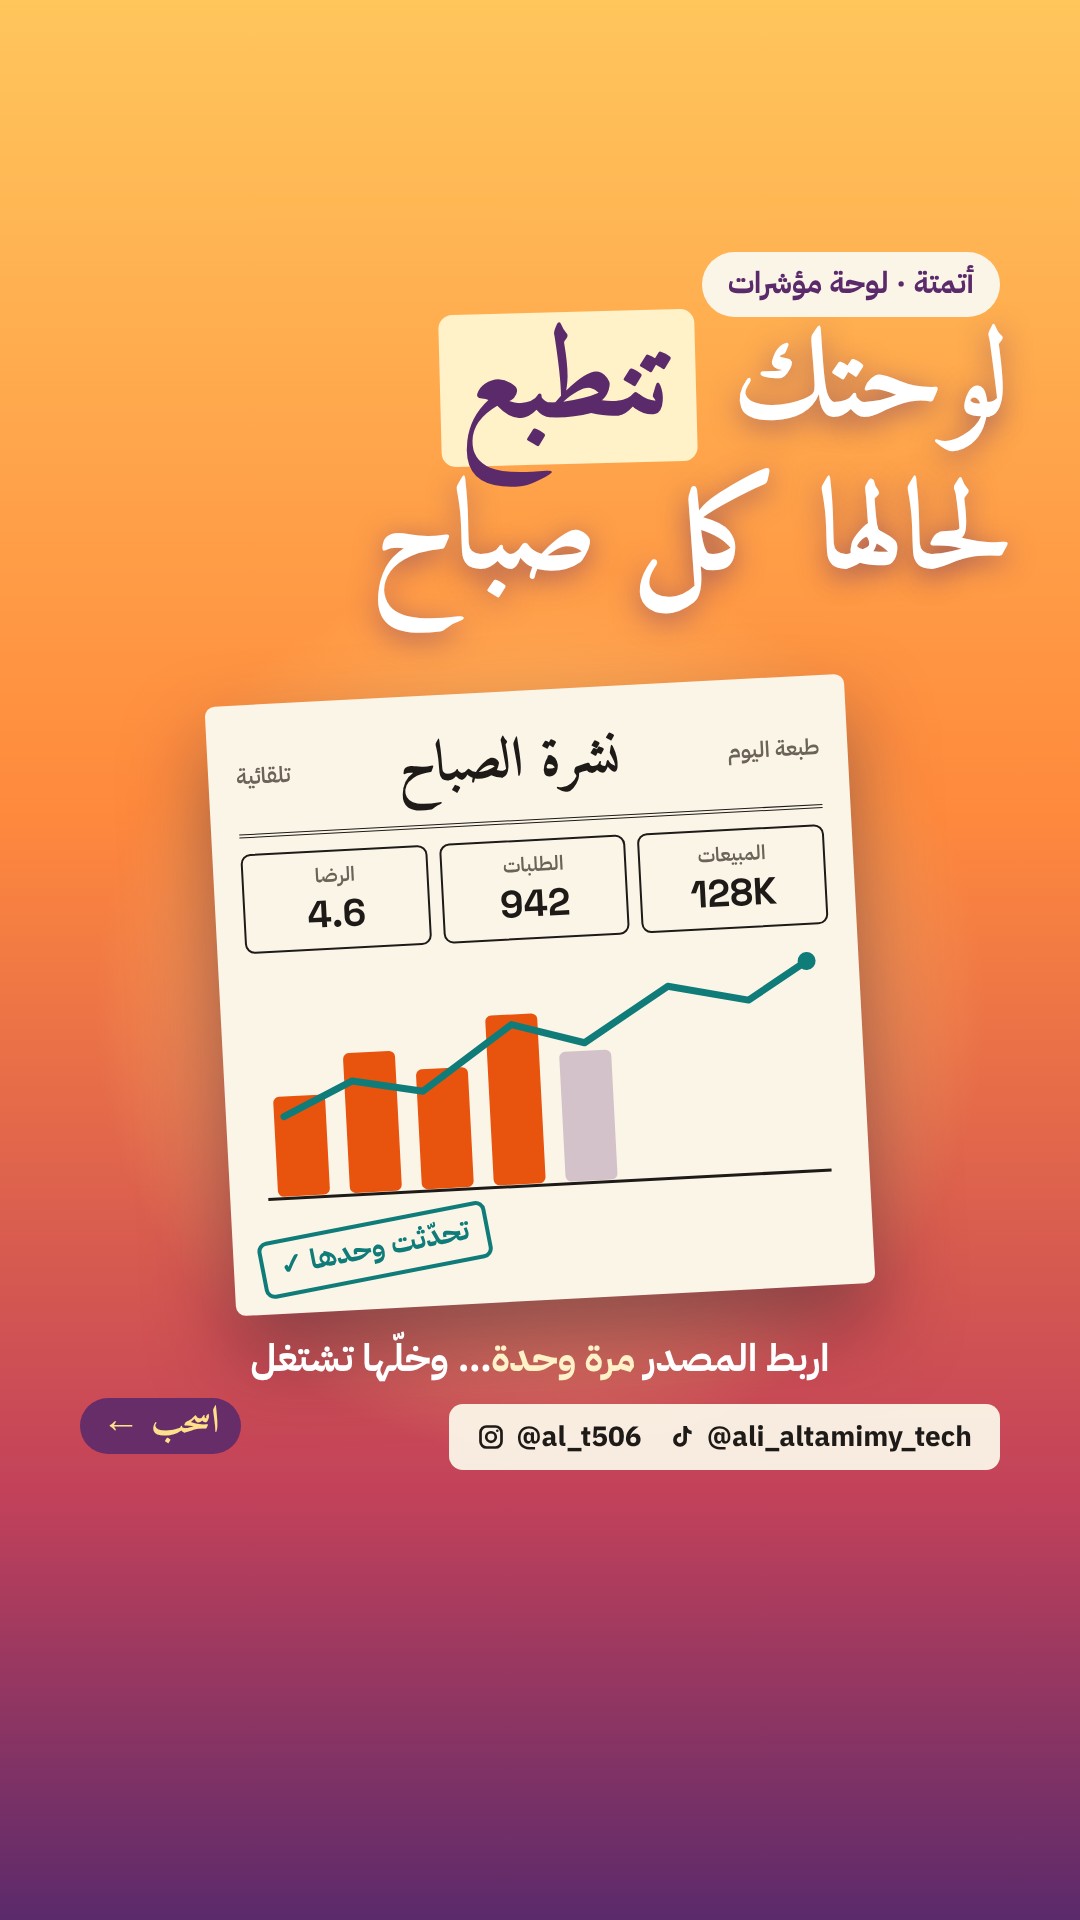 أتمتة · لوحة مؤشرات
لوحتك تنطبع
لحالها كل صباح
طبعة اليوم
نشرة الصباح
تلقائية
المبيعات
128K
الطلبات
942
الرضا
4.6
تحدّثت وحدها ✓
اربط المصدر مرة وحدة... وخلّها تشتغل
@al_t506 @ali_altamimy_tech
اسحب ←